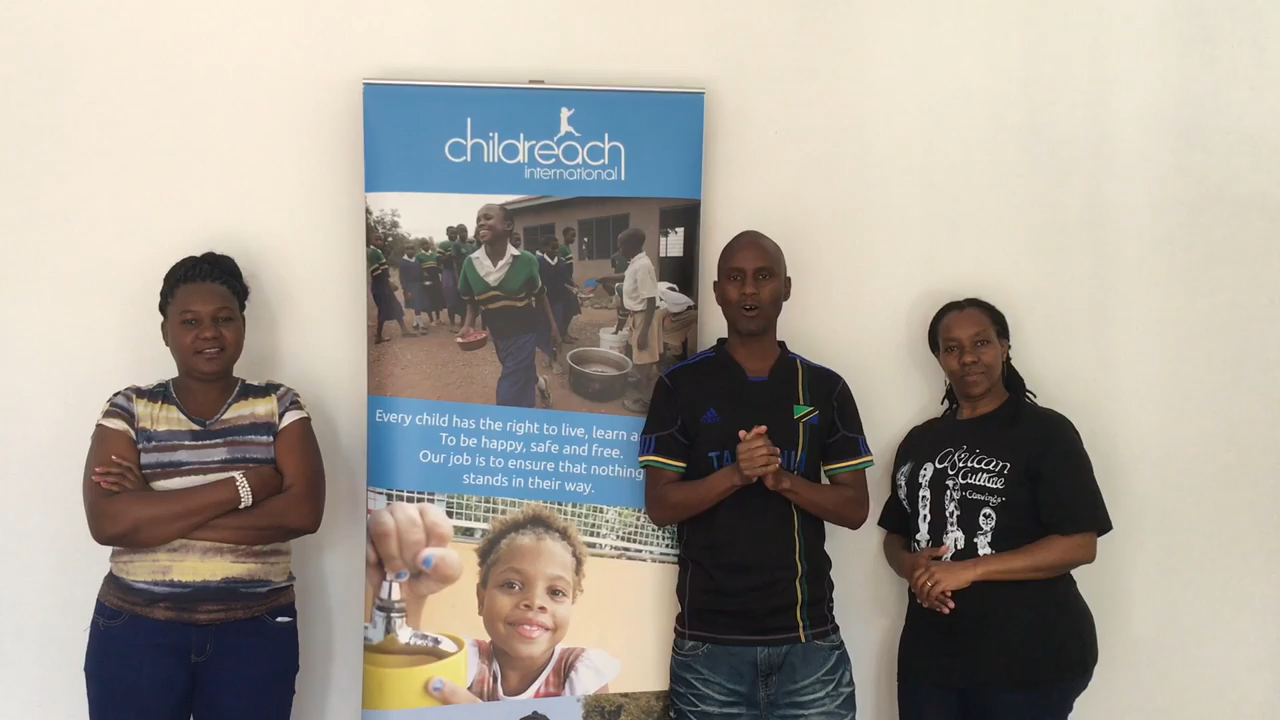 childreach
international
Every child has the right to live, learn a
To be happy, safe and free.
Our job is to ensure that nothing
stands in their way.
African
Culture
Carvings